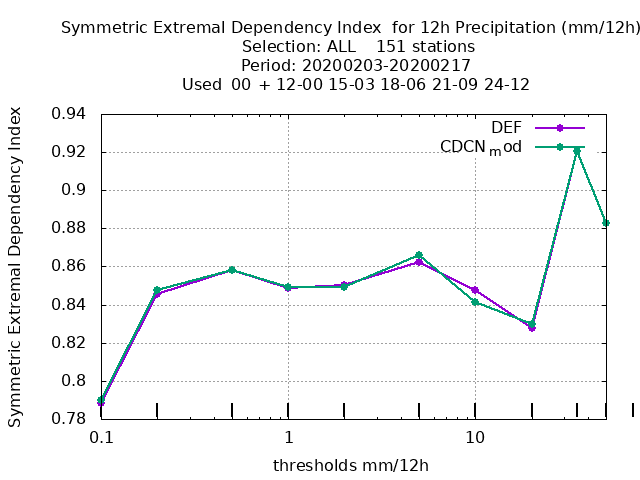 Symmetric Extremal Dependency Index  for 12h Precipitation (mm/12h)
Selection: ALL    151 stations
Period: 20200203-20200217
Used  00 + 12-00 15-03 18-06 21-09 24-12
Symmetric Extremal Dependency Index
0.94
0.92
0.9
0.88
0.86
0.84
0.82
0.8
0.78
DEF
CDCNmod
0.1
1
10
thresholds mm/12h